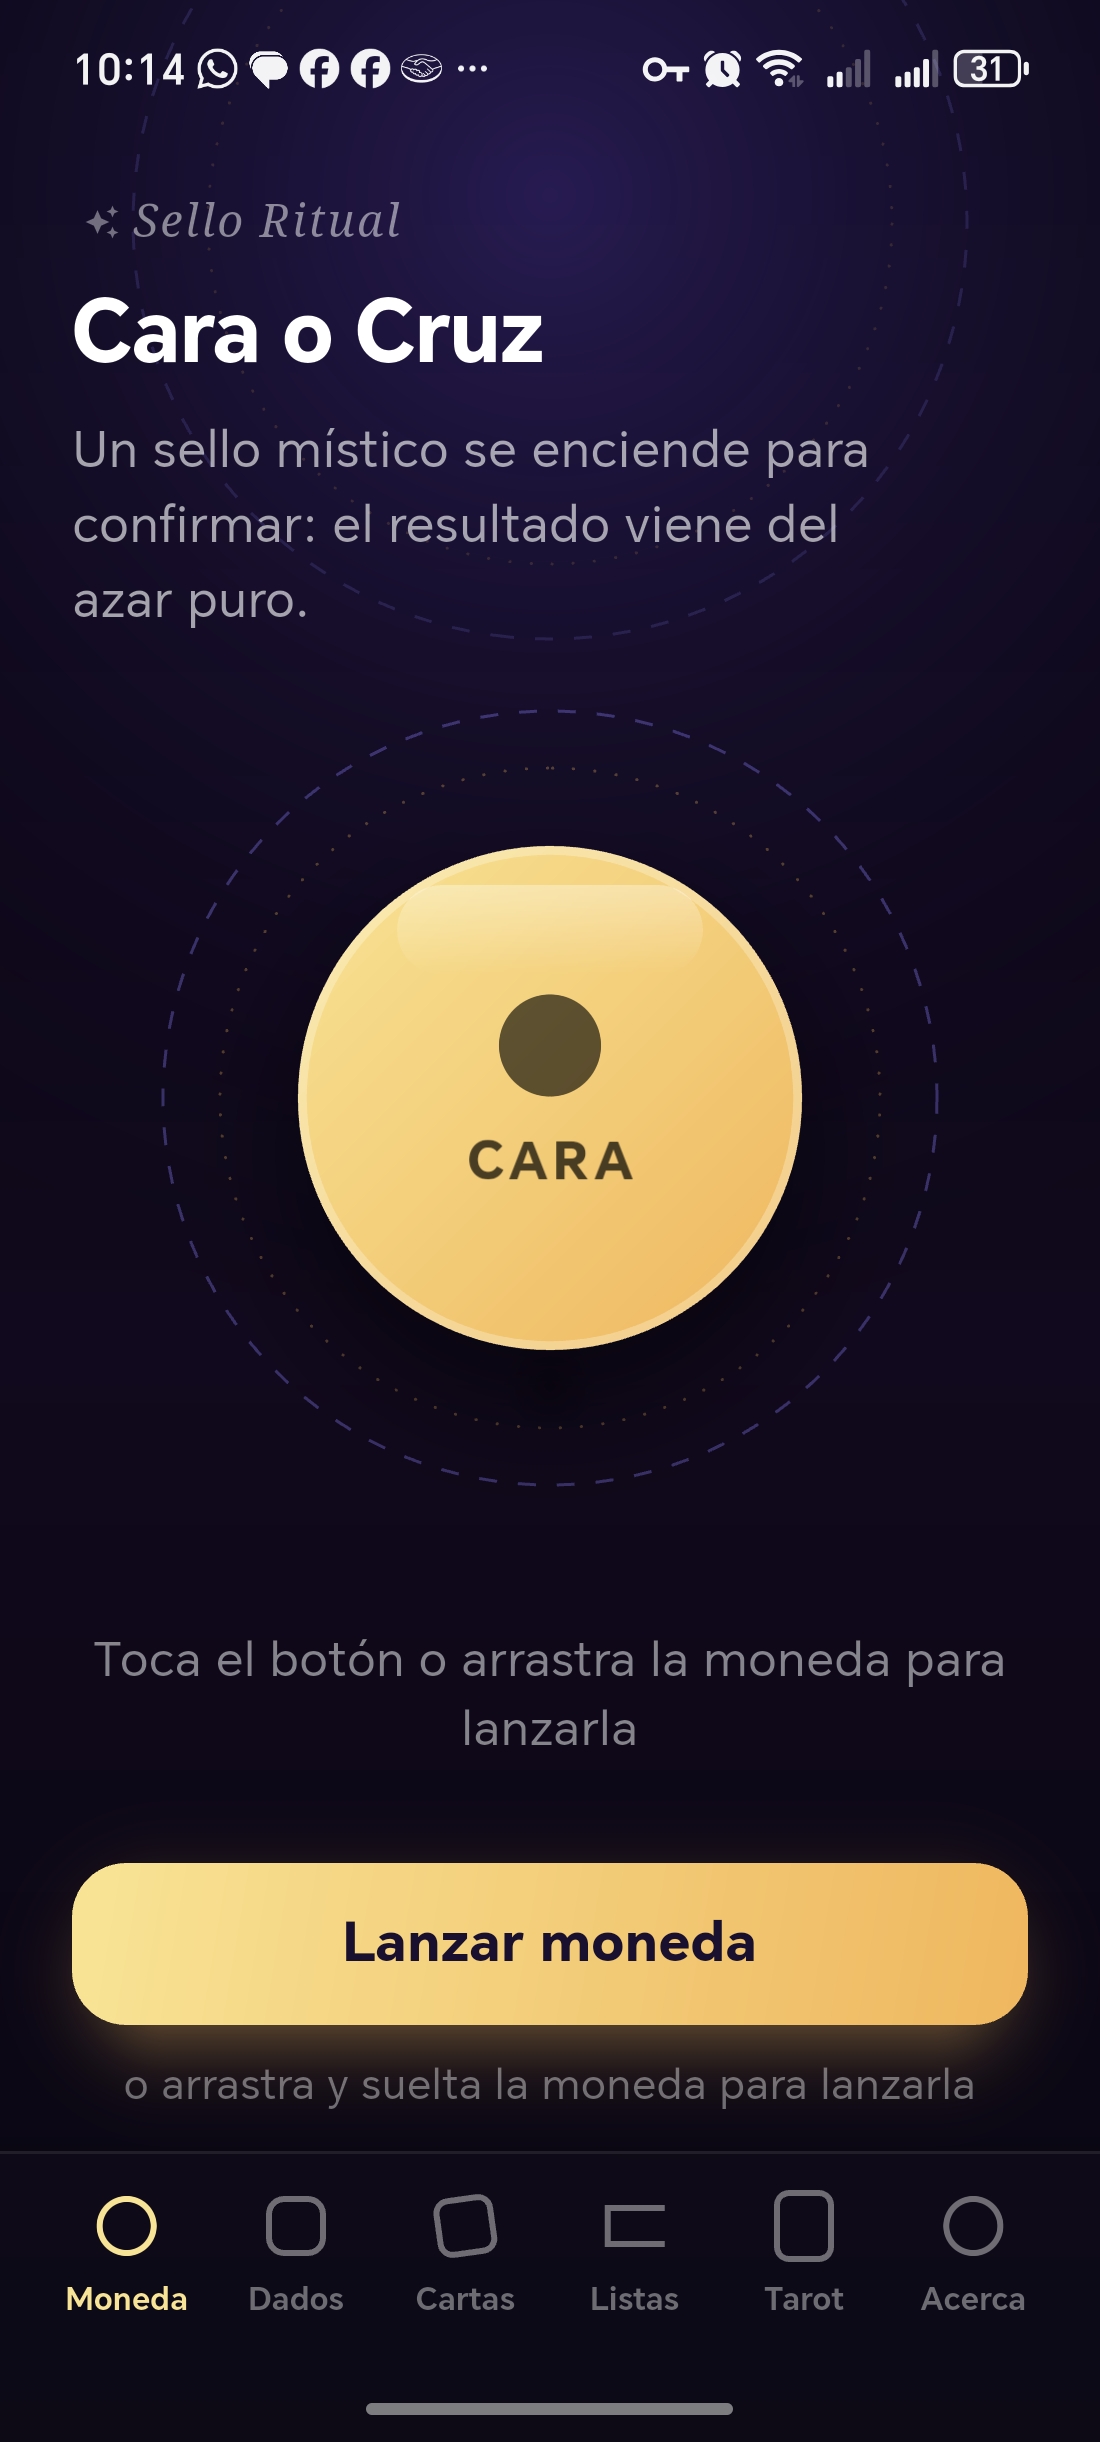 10:14
31
Sello Ritual
Cara o Cruz
Un sello místico se enciende para
confirmar: el resultado viene del
azar puro.
CARA
Toca el botón o arrastra la moneda para
lanzarla
Lanzar moneda
o arrastra y suelta la moneda para lanzarla
Moneda Dados Cartas Listas Tarot Acerca